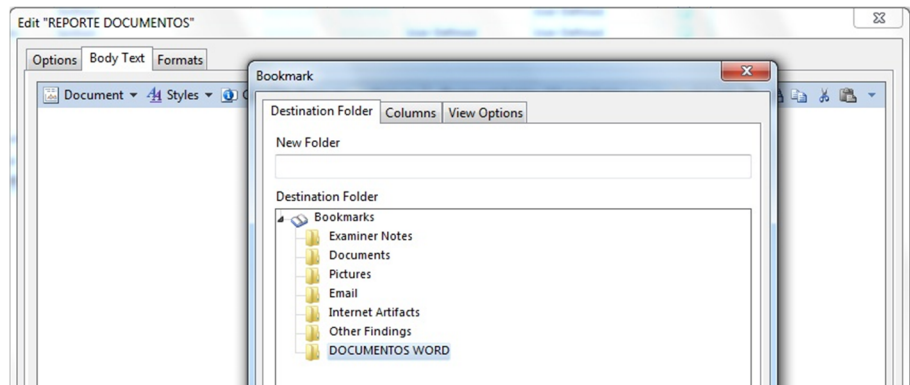 Edit "REPORTE DOCUMENTOS"
Options Body Text Formats
Document Styles
Bookmark
Destination Folder Columns View Options
New Folder
Destination Folder
Bookmarks
Examiner Notes
Documents
Pictures
Email
Internet Artifacts
Other Findings
DOCUMENTOS WORD